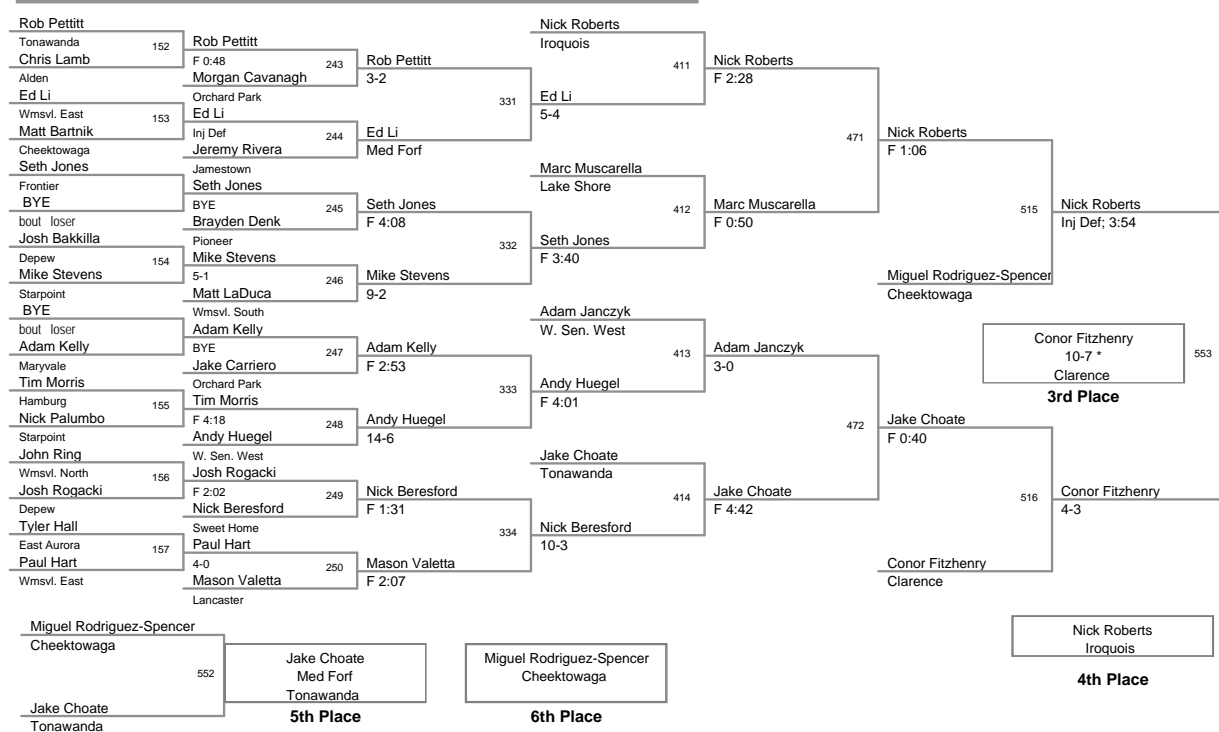 Rob Pettitt
Tonawanda
152
Chris Lamb
Alden
Ed Li
Wmsvl. East
153
Matt Bartnik
Cheektowaga
Seth Jones
Frontier
BYE
bout loser
Josh Bakkilla
Depew
154
Mike Stevens
Starpoint
BYE
bout loser
Adam Kelly
Maryvale
Tim Morris
Hamburg
155
Nick Palumbo
Starpoint
John Ring
Wmsvl. North
156
Josh Rogacki
Depew
Tyler Hall
East Aurora
157
Paul Hart
Wmsvl. East
Rob Pettitt
F 0:48
243
Morgan Cavanagh
Orchard Park
Ed Li
Inj Def
244
Jeremy Rivera
Jamestown
Seth Jones
BYE
245
Brayden Denk
Pioneer
Mike Stevens
5-1
246
Matt LaDuca
Wmsvl. South
Adam Kelly
BYE
247
Jake Carriero
Orchard Park
Tim Morris
F 4:18
248
Andy Huegel
W. Sen. West
Josh Rogacki
F 2:02
249
Nick Beresford
Sweet Home
Paul Hart
4-0
250
Mason Valetta
Lancaster
Rob Pettitt
3-2
331
Ed Li
Med Forf
Seth Jones
F 4:08
332
Mike Stevens
9-2
Adam Kelly
F 2:53
333
Andy Huegel
14-6
Nick Beresford
F 1:31
334
Mason Valetta
F 2:07
Nick Roberts
Iroquois
411
Ed Li
5-4
Marc Muscarella
Lake Shore
412
Seth Jones
F 3:40
Adam Janczyk
W. Sen. West
413
Andy Huegel
F 4:01
Jake Choate
Tonawanda
414
Nick Beresford
10-3
Nick Roberts
F 2:28
471
Marc Muscarella
F 0:50
Adam Janczyk
3-0
472
Jake Choate
F 4:42
Nick Roberts
F 1:06
515
Miguel Rodriguez-Spencer
Cheektowaga
Jake Choate
F 0:40
516
Conor Fitzhenry
Clarence
Nick Roberts
Inj Def; 3:54
Conor Fitzhenry
10-7 *
Clarence
553
3rd Place
Conor Fitzhenry
4-3
Miguel Rodriguez-Spencer
Cheektowaga
552
Jake Choate
Tonawanda
Jake Choate
Med Forf
Tonawanda
5th Place
Miguel Rodriguez-Spencer
Cheektowaga
6th Place
Nick Roberts
Iroquois
4th Place